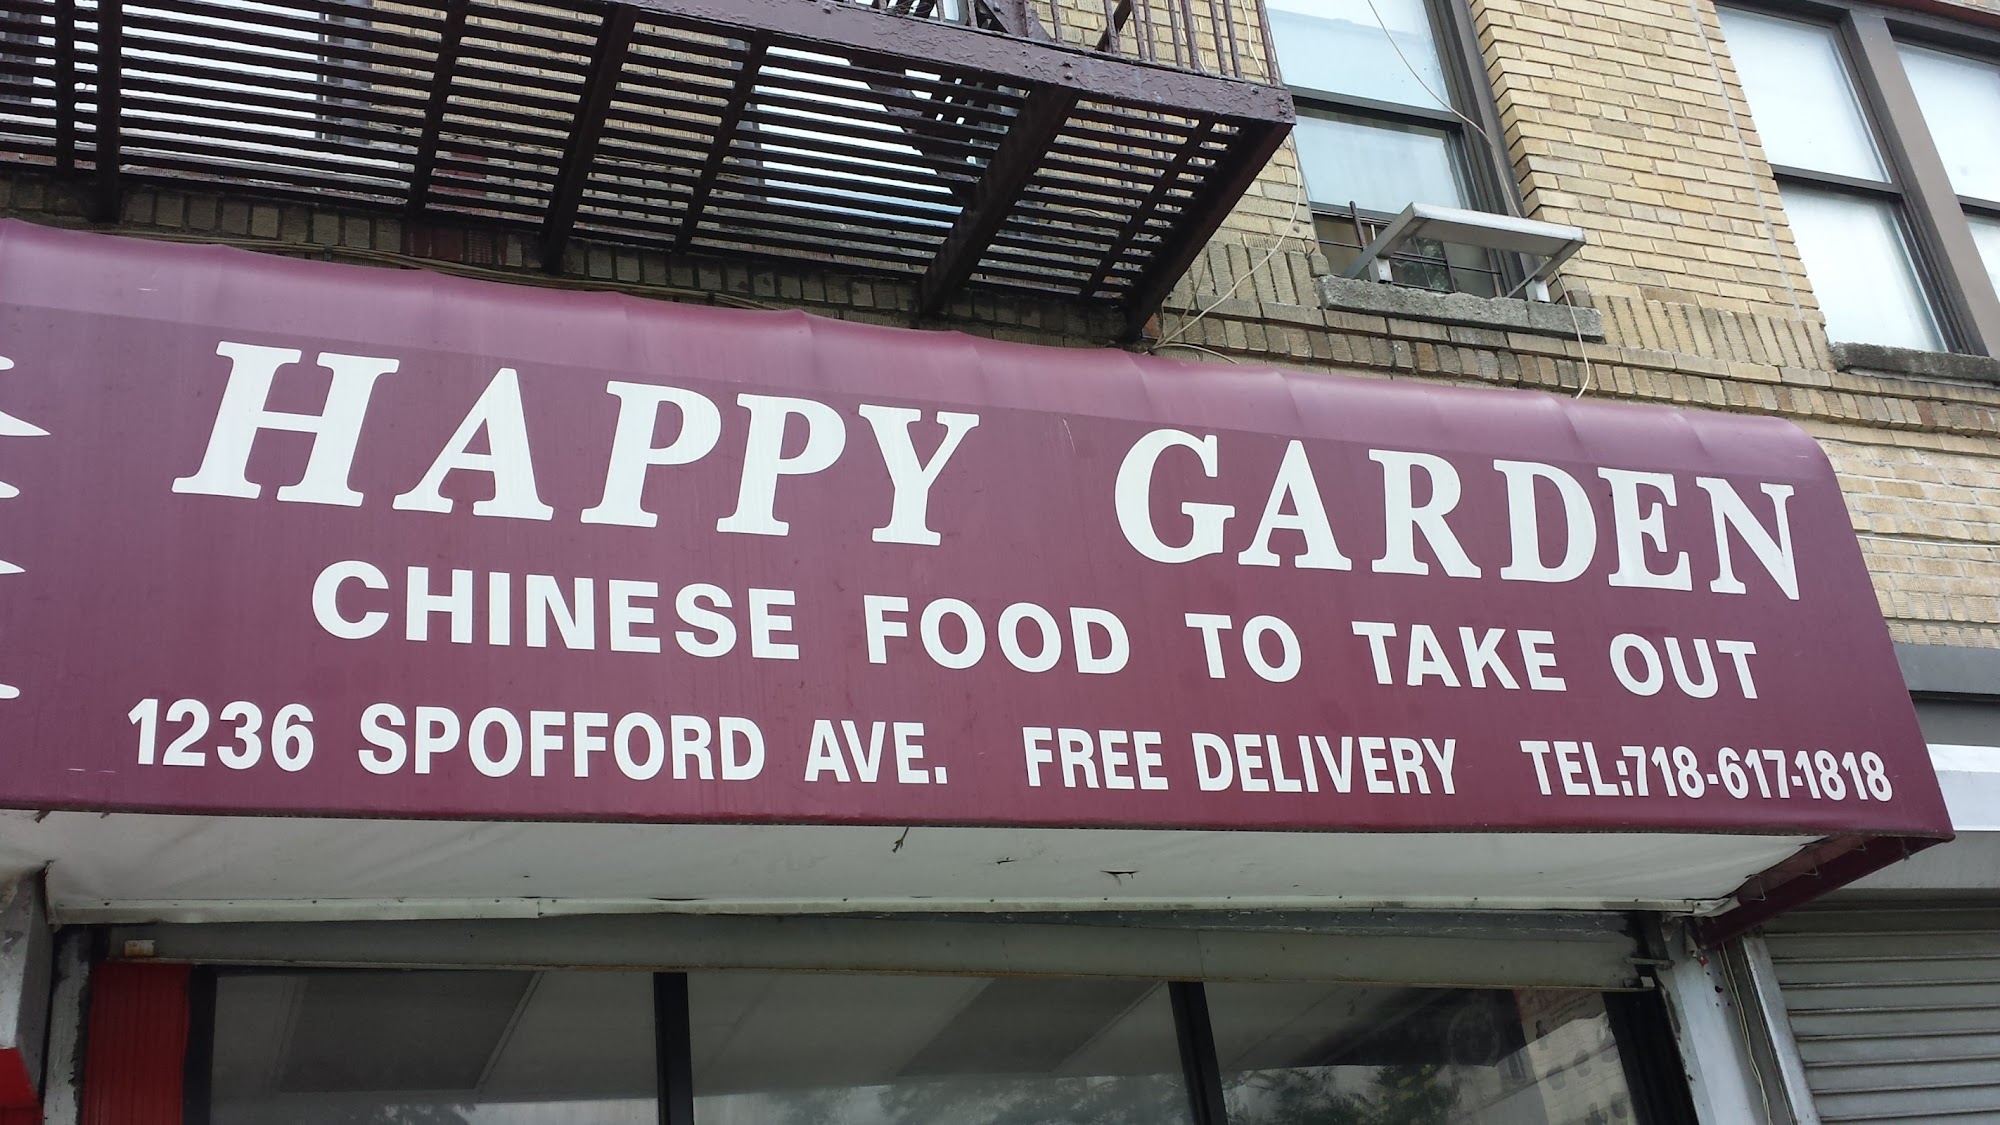 HAPPY GARDEN
CHINESE FOOD TO TAKE OUT
1236 SPOFFORD AVE. FREE DELIVERY TEL:718-617-1818